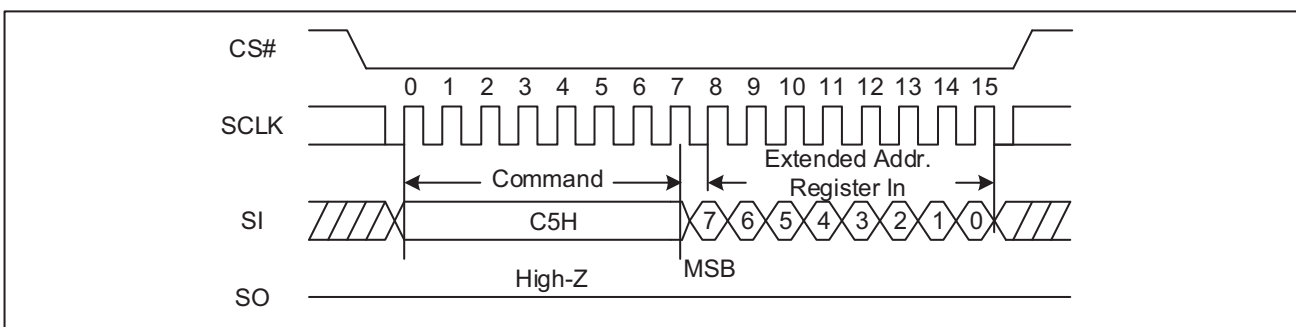 CS#
0 1 2 3 4 5 6 7 8 9 10 11 12 13 14 15
SCLK
Extended Addr.
Command
Register In
SI
C5H
7 6 5 4 3 2 1 0
MSB
High-Z
SO